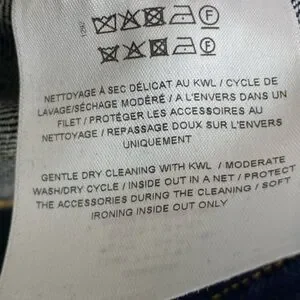 NETTOYAGE À SEC DÉLICAT AU KWL / CYCLE DE
LAVAGE/SÉCHAGE MODÉRÉ / A L'ENVERS DANS UN
FILET / PROTÉGER LES ACCESSOIRES AU
NETTOYAGE / REPASSAGE DOUX SUR L'ENVERS
UNIQUEMENT
GENTLE DRY CLEANING WITH KWL / MODERATE
WASH/DRY CYCLE / INSIDE OUT IN A NET / PROTECT
THE ACCESSORIES DURING THE CLEANING / SOFT
IRONING INSIDE OUT ONLY